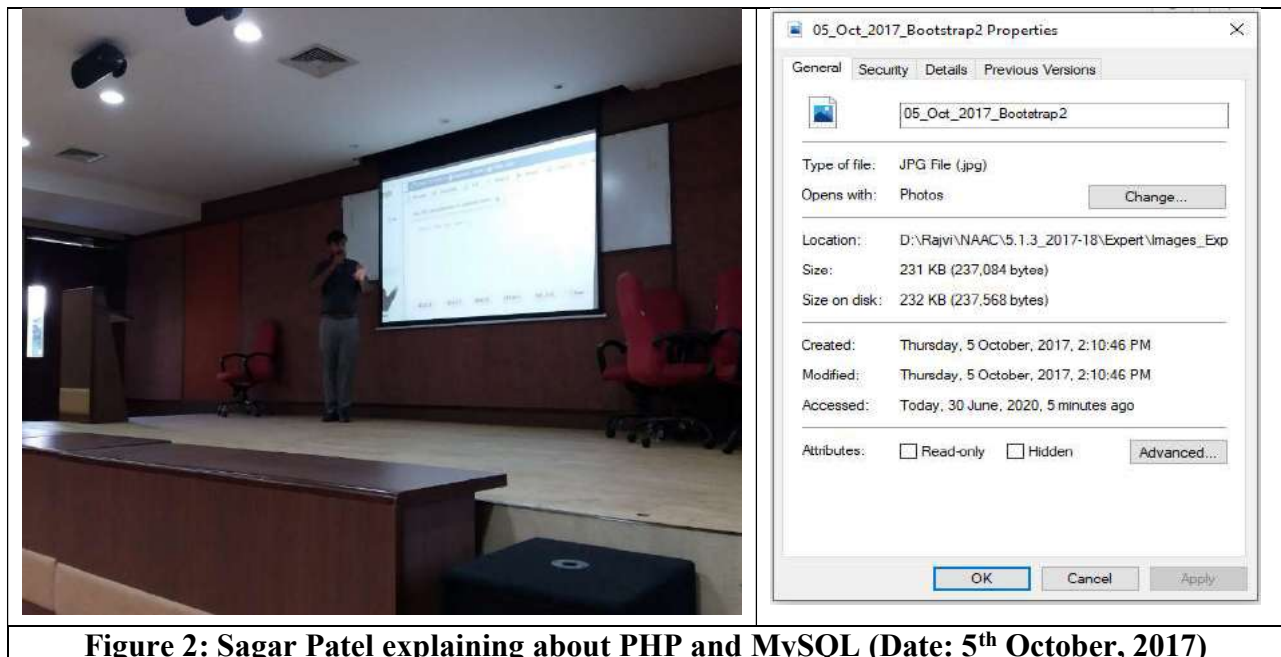 05_Oct_2017_Bootstrap2 Properties
General Security Details Previous Versions
05_Oct_2017_Bootstrap2
Type of file: JPG File (.jpg)
Opens with: Photos Change...
Location: D:\Rajvi\NAAC\5.1.3_2017-18\Expert\Images_Exp
Size: 231 KB (237,084 bytes)
Size on disk: 232 KB (237,568 bytes)
Created: Thursday, 5 October, 2017, 2:10:46 PM
Modified: Thursday, 5 October, 2017, 2:10:46 PM
Accessed: Today, 30 June, 2020, 5 minutes ago
Attributes: Read-only Hidden Advanced...
OK Cancel Apply
Figure 2: Sagar Patel explaining about PHP and MySQL (Date: 5th October, 2017)